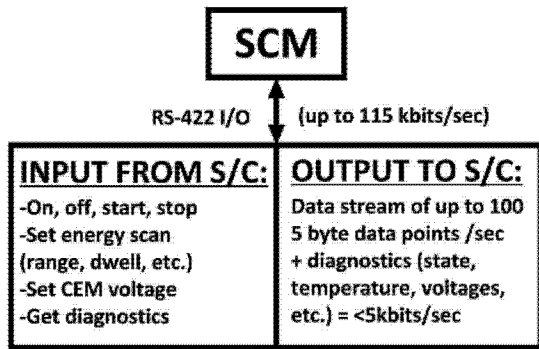 SCM
RS-422 I/O (up to 115 kbits/sec)
INPUT FROM S/C:
-On, off, start, stop
-Set energy scan
(range, dwell, etc.)
-Set CEM voltage
-Get diagnostics
OUTPUT TO S/C:
Data stream of up to 100
5 byte data points /sec
+ diagnostics (state,
temperature, voltages,
etc.) = <5kbits/sec